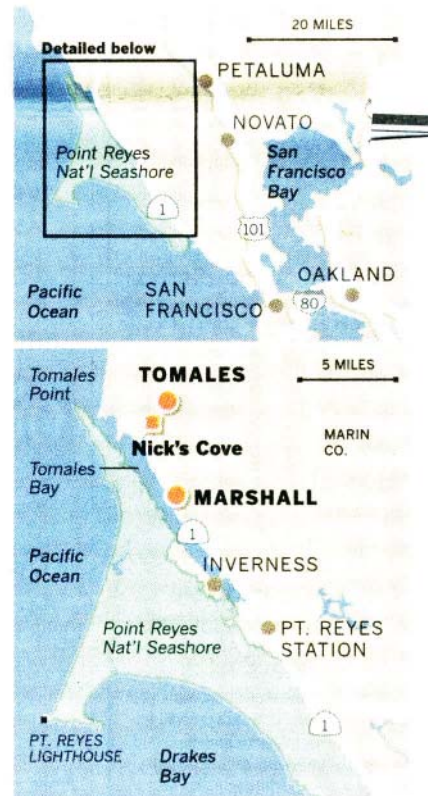 20 MILES
Detailed below
PETALUMA
NOVATO
Point Reyes
Nat'l Seashore
San
Francisco
Bay
1
101
OAKLAND
Pacific
Ocean
SAN
FRANCISCO
80
Tomales
Point
TOMALES
5 MILES
Nick's Cove
MARIN
CO.
Tomales
Bay
MARSHALL
1
Pacific
Ocean
INVERNESS
Point Reyes
Nat'l Seashore
PT. REYES
STATION
1
PT. REYES
LIGHTHOUSE
Drakes
Bay